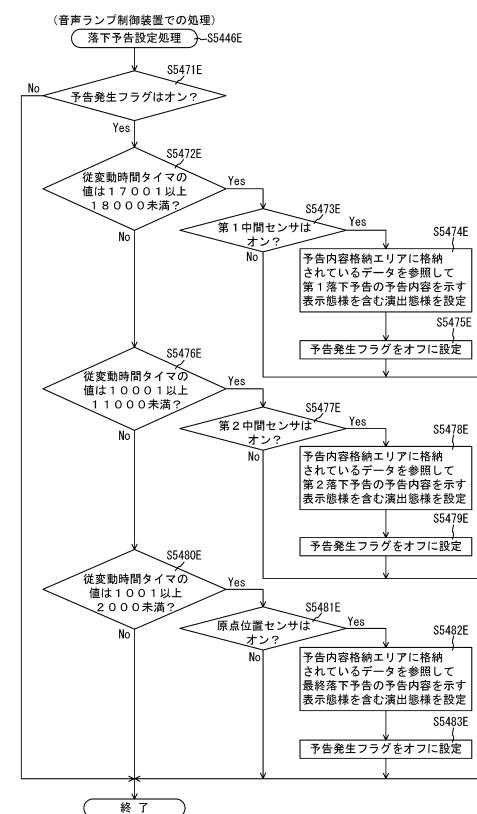 （音声ランプ制御装置での処理）
落下予告設定処理
S5446E
S5471E
予告発生フラグはオン？
No
Yes
S5472E
従変動時間タイマの
値は１７００１以上
１８０００未満？
Yes
No
S5473E
第１中間センサは
オン？
Yes
No
S5474E
予告内容格納エリアに格納
されているデータを参照して
第１落下予告の予告内容を示す
表示態様を含む演出態様を設定
S5475E
予告発生フラグをオフに設定
S5476E
従変動時間タイマの
値は１０００１以上
１１０００未満？
Yes
No
S5477E
第２中間センサは
オン？
Yes
No
S5478E
予告内容格納エリアに格納
されているデータを参照して
第２落下予告の予告内容を示す
表示態様を含む演出態様を設定
S5479E
予告発生フラグをオフに設定
S5480E
従変動時間タイマの
値は１００１以上
２０００未満？
Yes
No
S5481E
原点位置センサは
オン？
Yes
No
S5482E
予告内容格納エリアに格納
されているデータを参照して
最終落下予告の予告内容を示す
表示態様を含む演出態様を設定
S5483E
予告発生フラグをオフに設定
終了